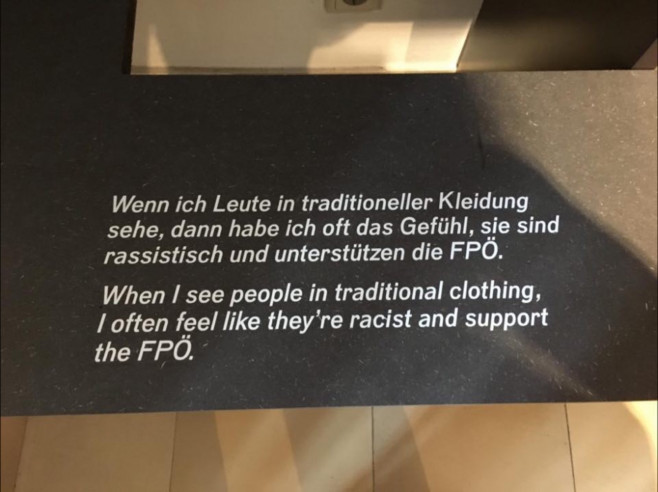 Wenn ich Leute in traditioneller Kleidung
sehe, dann habe ich oft das Gefühl, sie sind
rassistisch und unterstützen die FPÖ.
When I see people in traditional clothing,
I often feel like they're racist and support
the FPÖ.